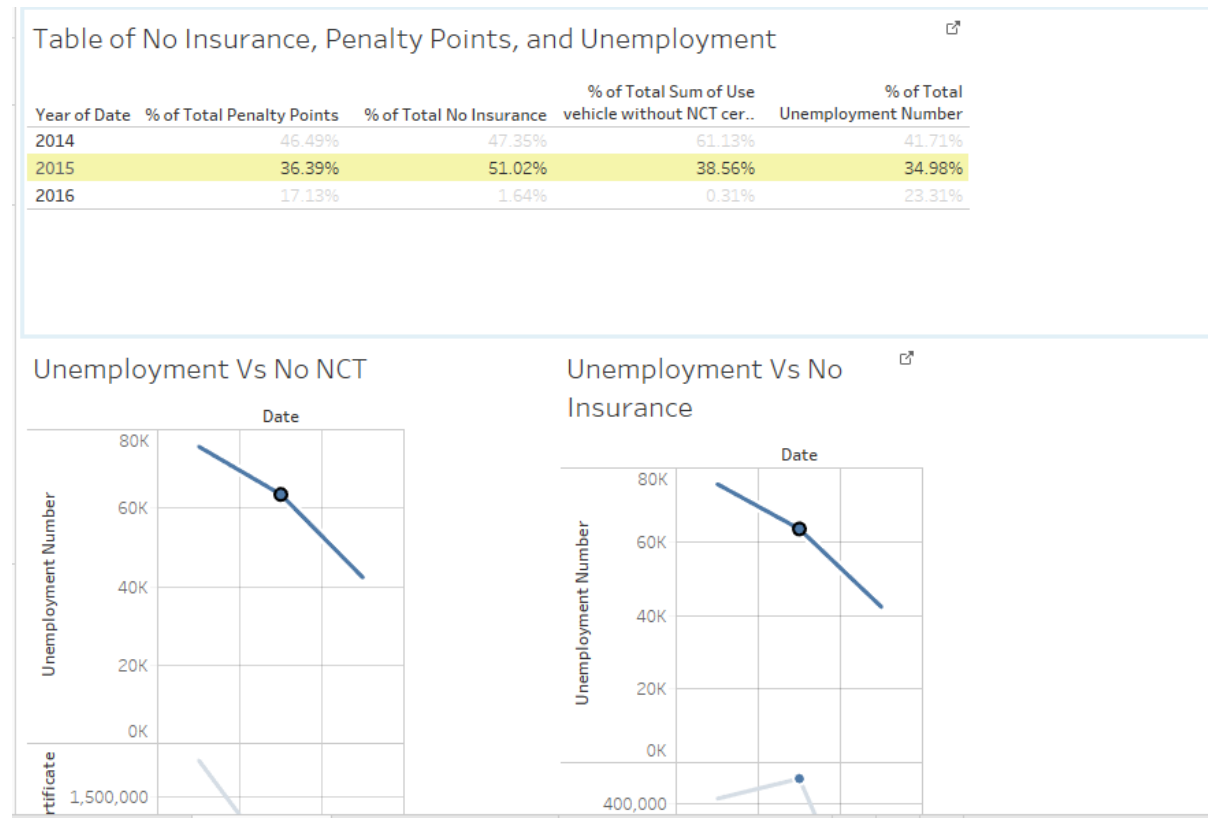 Table of No Insurance, Penalty Points, and Unemployment
% of Total Sum of Use % of Total
Year of Date % of Total Penalty Points % of Total No Insurance vehicle without NCT cer.. Unemployment Number
2014 46.49% 47.35% 61.13% 41.71%
2015 36.39% 51.02% 38.56% 34.98%
2016 17.13% 1.64% 0.31% 23.31%
Unemployment Vs No NCT
Date
80K
60K
40K
20K
0K
Unemployment Number
1,500,000
rtificate
Unemployment Vs No
Insurance
Date
80K
60K
40K
20K
0K
Unemployment Number
400,000